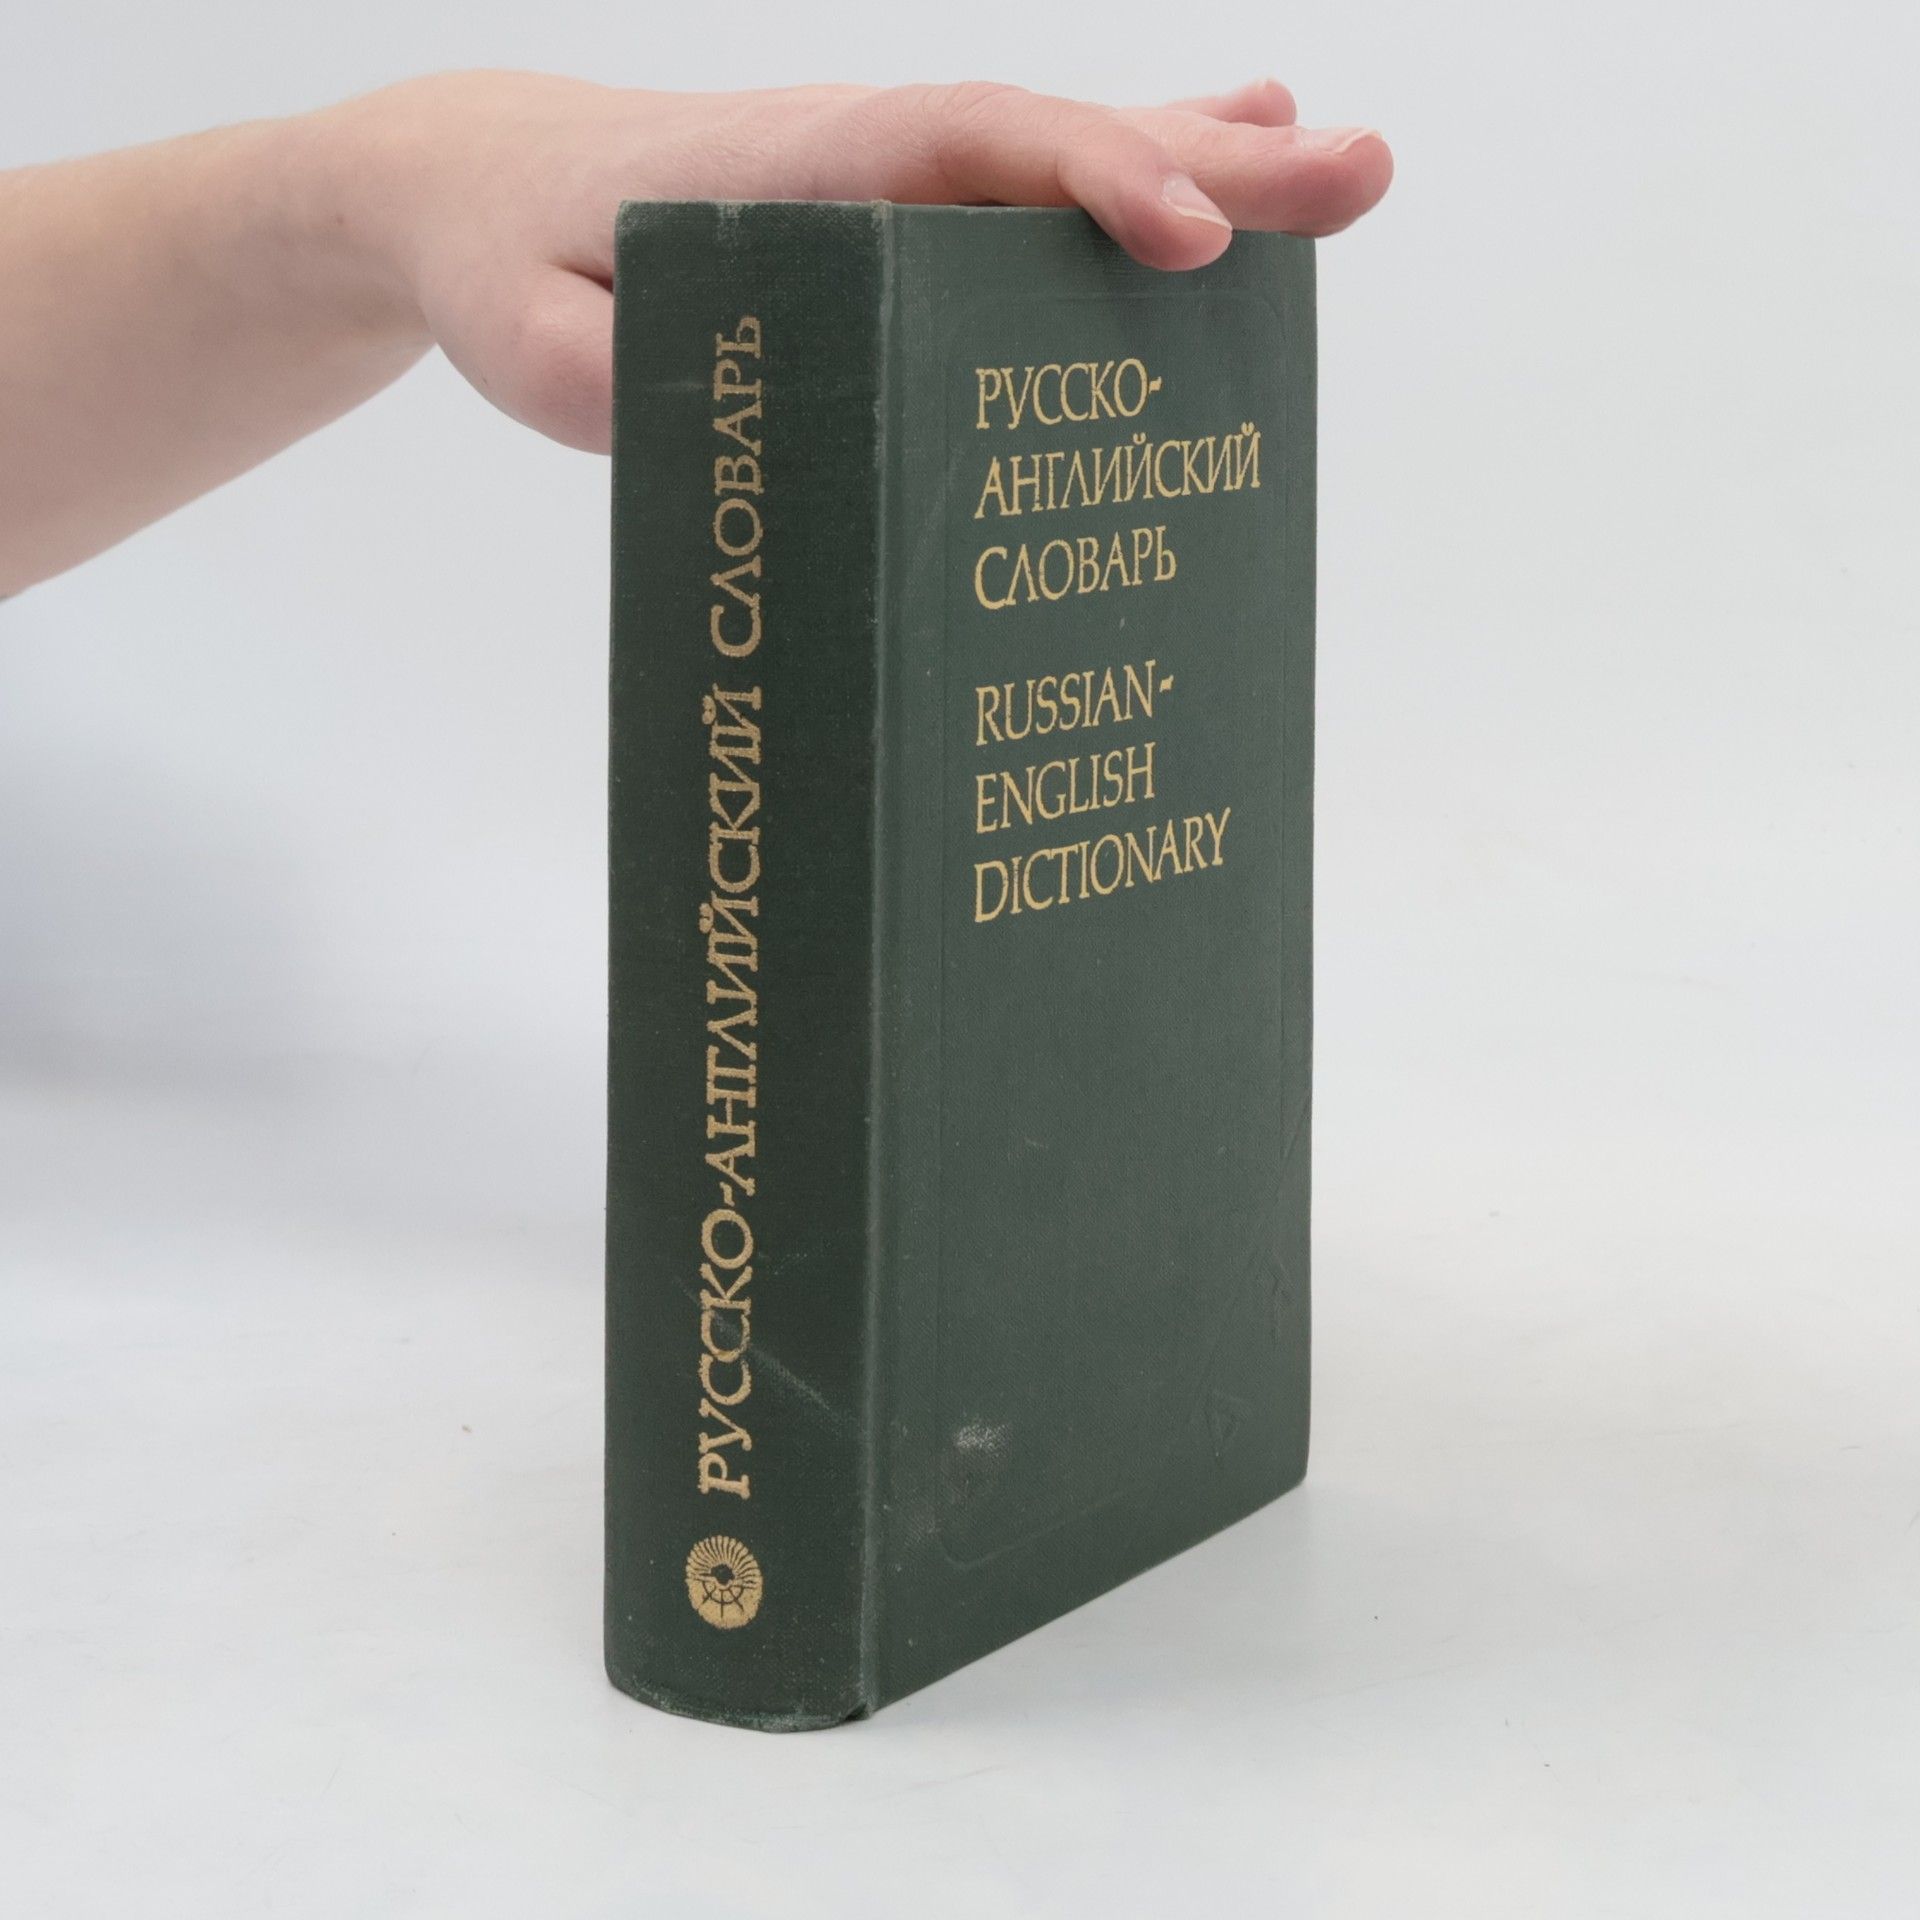 РУССКО-АНГЛИЙСКИЙ СЛОВАРЬ
РУССКО-
АНГЛИЙСКИЙ
СЛОВАРЬ
RUSSIAN-
ENGLISH
DICTIONARY